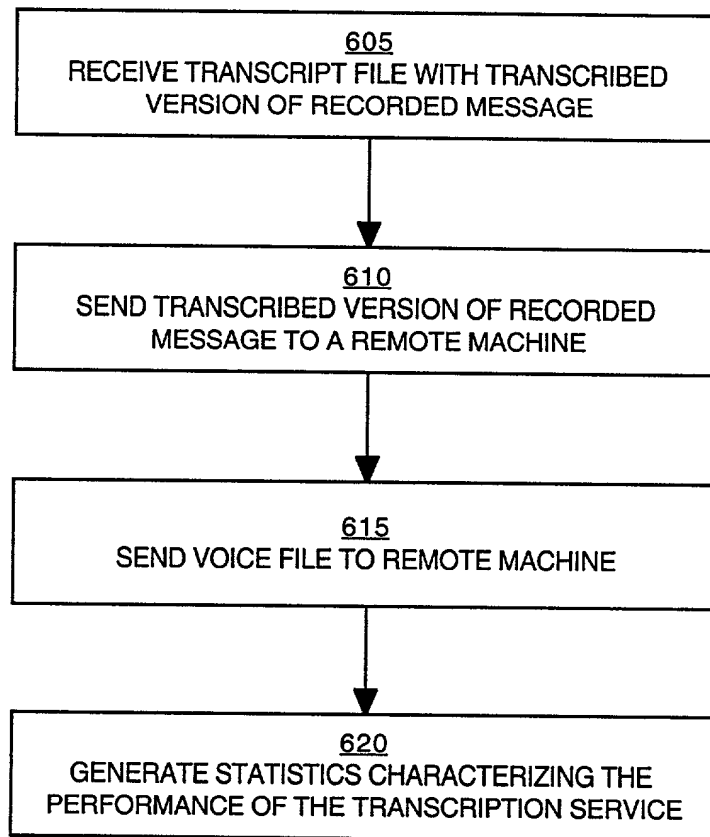 605
RECEIVE TRANSCRIPT FILE WITH TRANSCRIBED
VERSION OF RECORDED MESSAGE
610
SEND TRANSCRIBED VERSION OF RECORDED
MESSAGE TO A REMOTE MACHINE
615
SEND VOICE FILE TO REMOTE MACHINE
620
GENERATE STATISTICS CHARACTERIZING THE
PERFORMANCE OF THE TRANSCRIPTION SERVICE